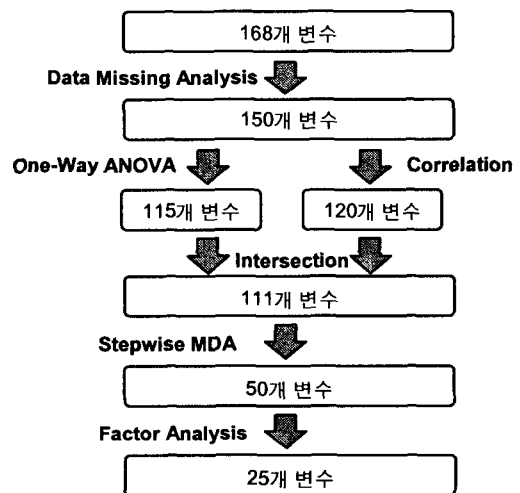 168개 변수
Data Missing Analysis
150개 변수
One-Way ANOVA
Correlation
115개 변수
120개 변수
Intersection
111개 변수
Stepwise MDA
50개 변수
Factor Analysis
25개 변수